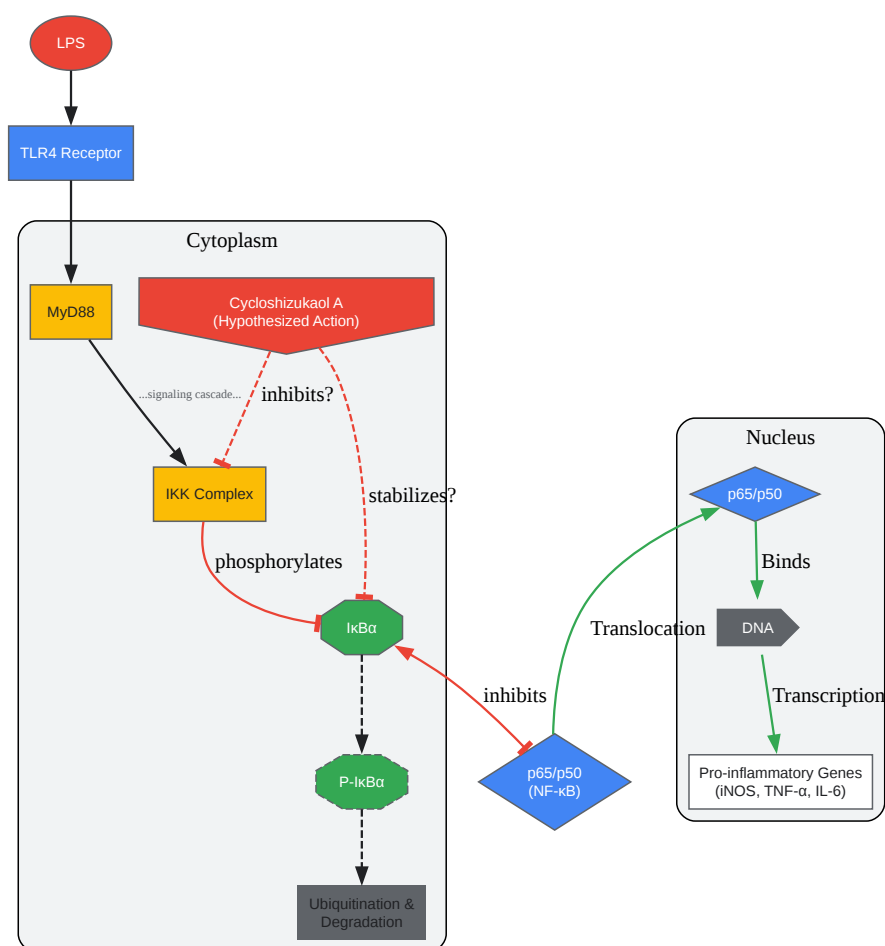 LPS
TLR4 Receptor
Cytoplasm
MyD88
Cycloshizukaol A
(Hypothesized Action)
...signaling cascade...
inhibits?
IKK Complex
stabilizes?
phosphorylates
IκBα
inhibits
P-IκBα
Ubiquitination &
Degradation
p65/p50
(NF-κB)
Translocation
Nucleus
p65/p50
Binds
DNA
Transcription
Pro-inflammatory Genes
(iNOS, TNF-α, IL-6)